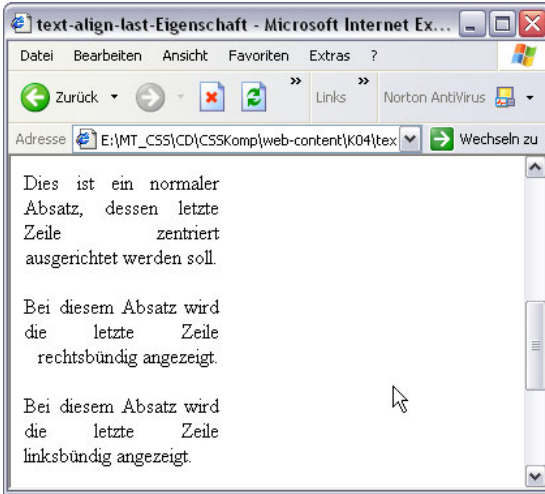 text-align-last-Eigenschaft - Microsoft Internet Ex...
Datei Bearbeiten Ansicht Favoriten Extras ?
Zurück » Links » Norton AntiVirus
Adresse E:\MT_CSS\CD\CSSKomp\web-content\K04\tex Wechseln zu
Dies ist ein normaler
Absatz, dessen letzte
Zeile zentriert
ausgerichtet werden soll.
Bei diesem Absatz wird
die letzte Zeile
rechtsbündig angezeigt.
Bei diesem Absatz wird
die letzte Zeile
linksbündig angezeigt.